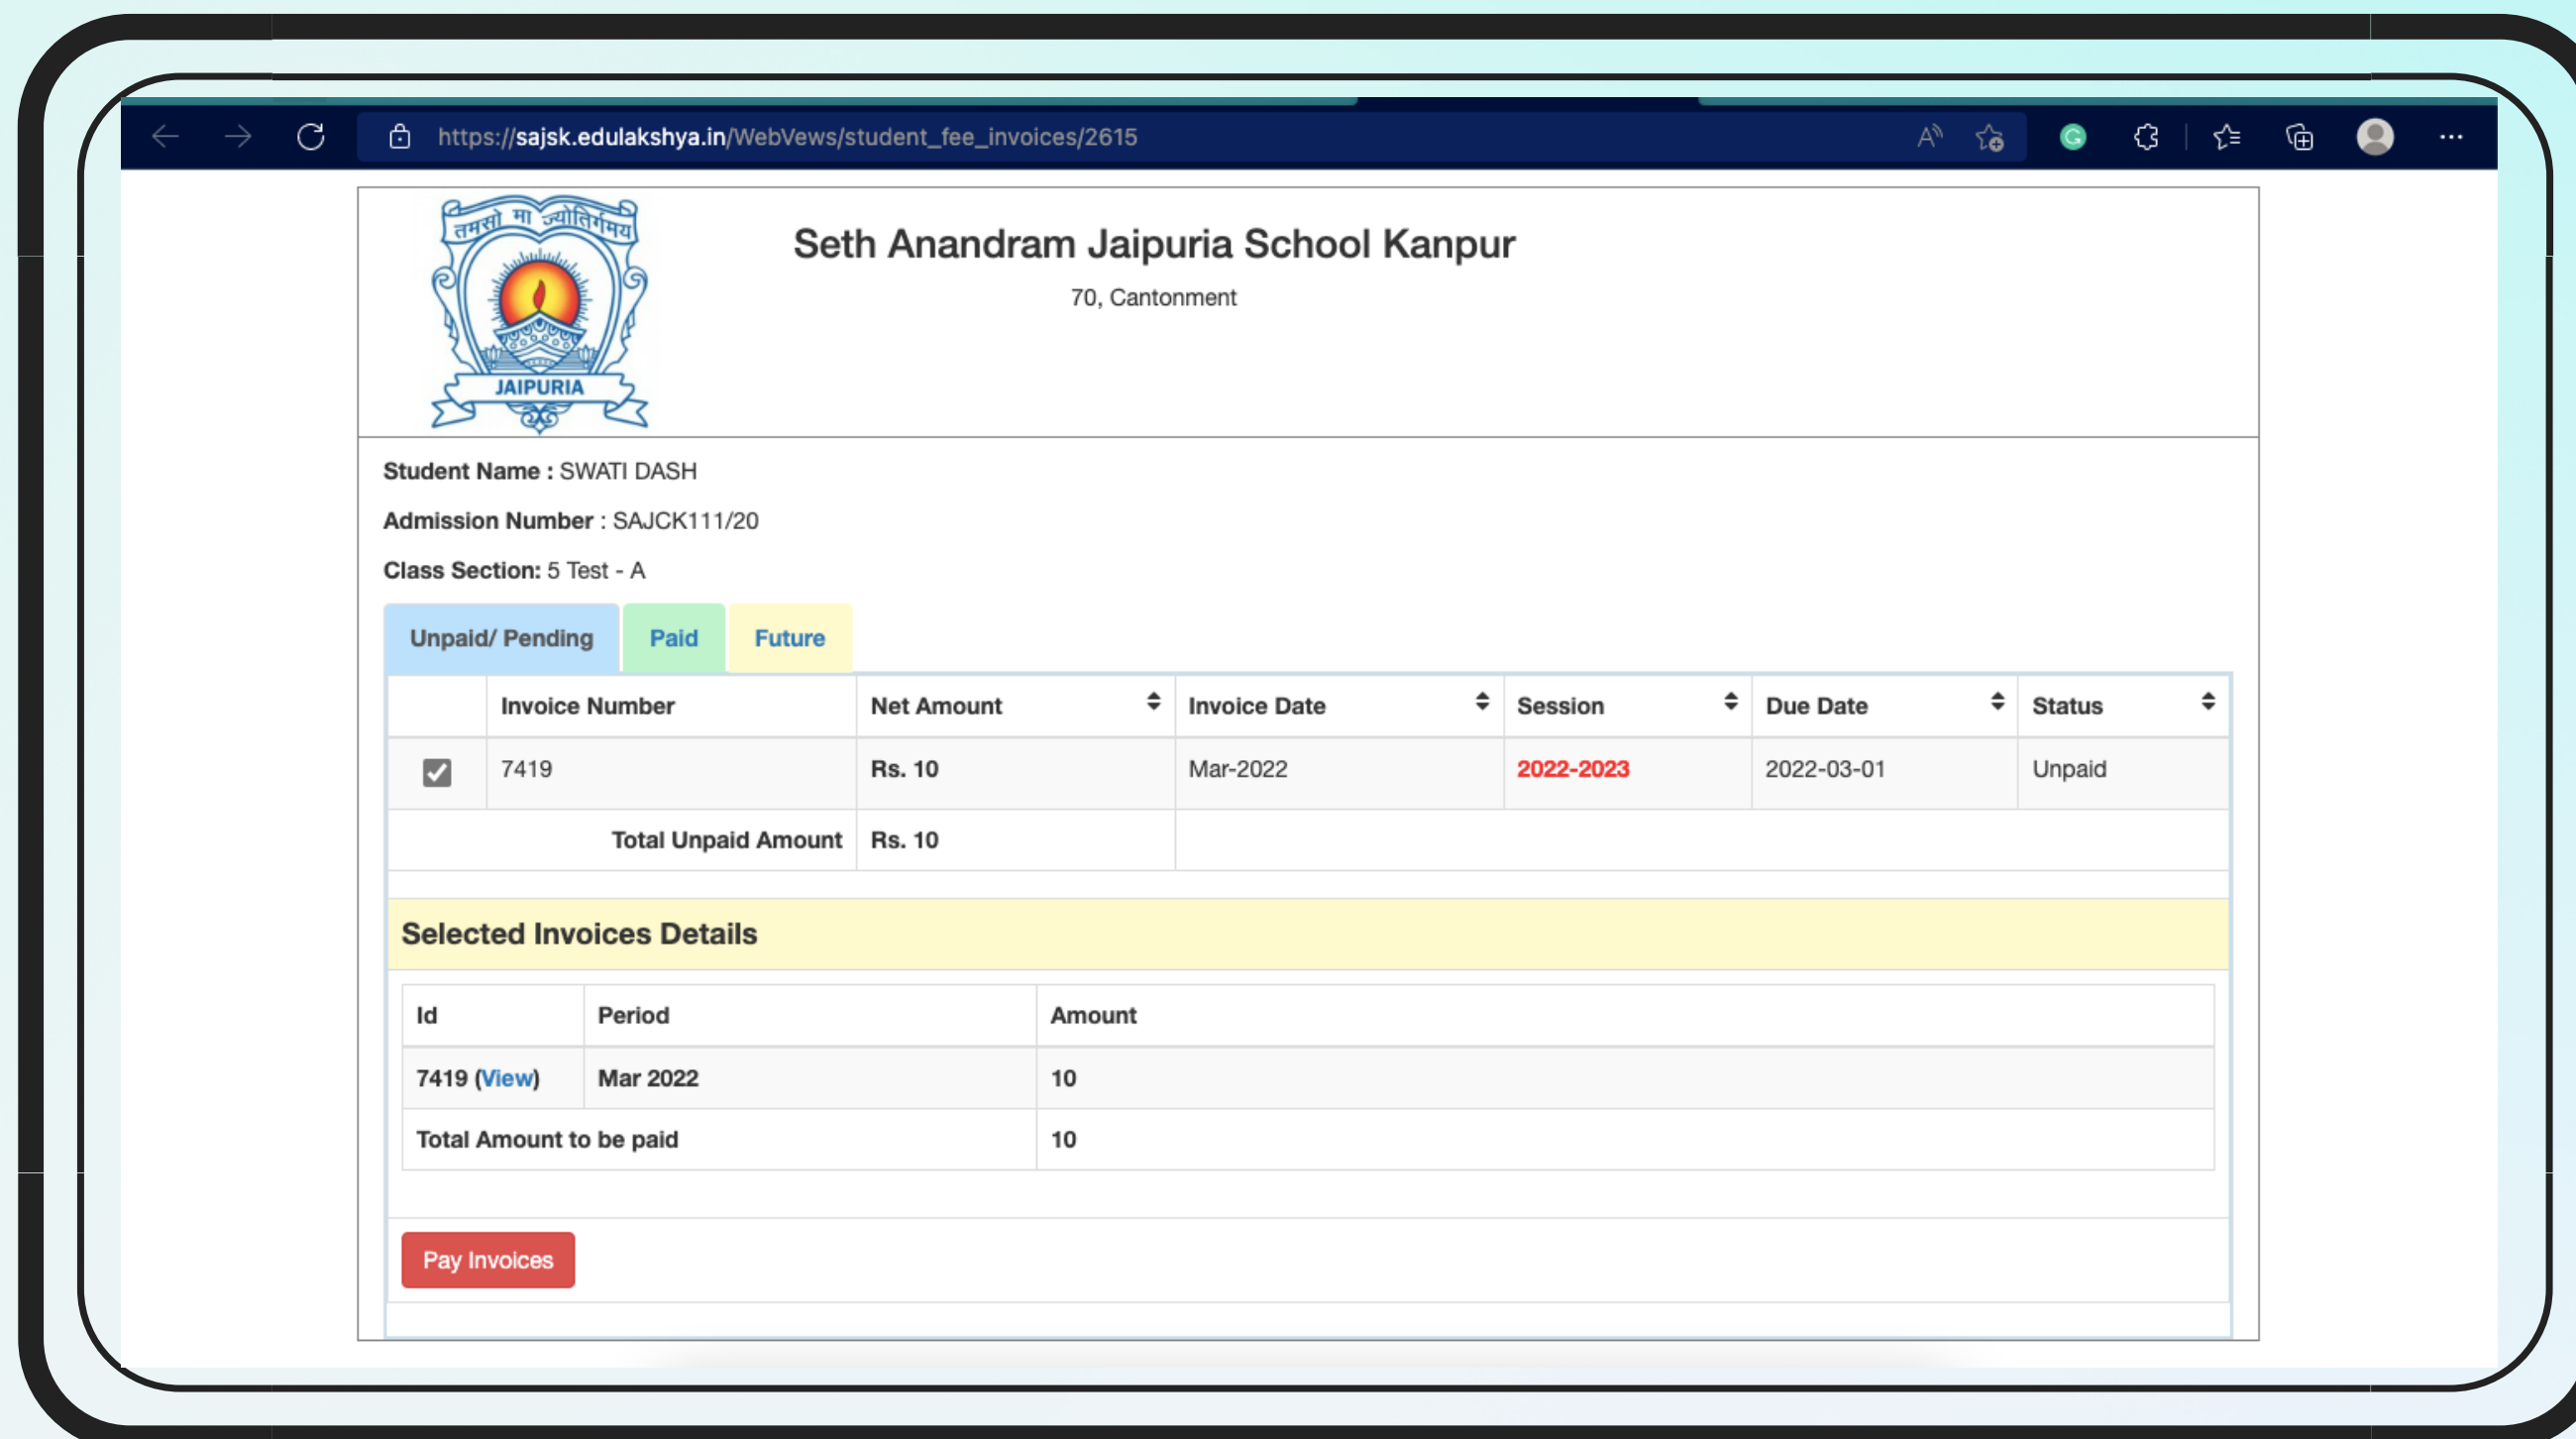 https://sajsk.edulakshya.in/WebVews/student_fee_invoices/2615
तमसो मा ज्योतिर्गमय
JAIPURIA
Seth Anandram Jaipuria School Kanpur
70, Cantonment
Student Name : SWATI DASH
Admission Number : SAJCK111/20
Class Section: 5 Test - A
Unpaid/ Pending Paid Future
Invoice Number Net Amount Invoice Date Session Due Date Status
7419 Rs. 10 Mar-2022 2022-2023 2022-03-01 Unpaid
Total Unpaid Amount Rs. 10
Selected Invoices Details
Id Period Amount
7419 (View) Mar 2022 10
Total Amount to be paid 10
Pay Invoices